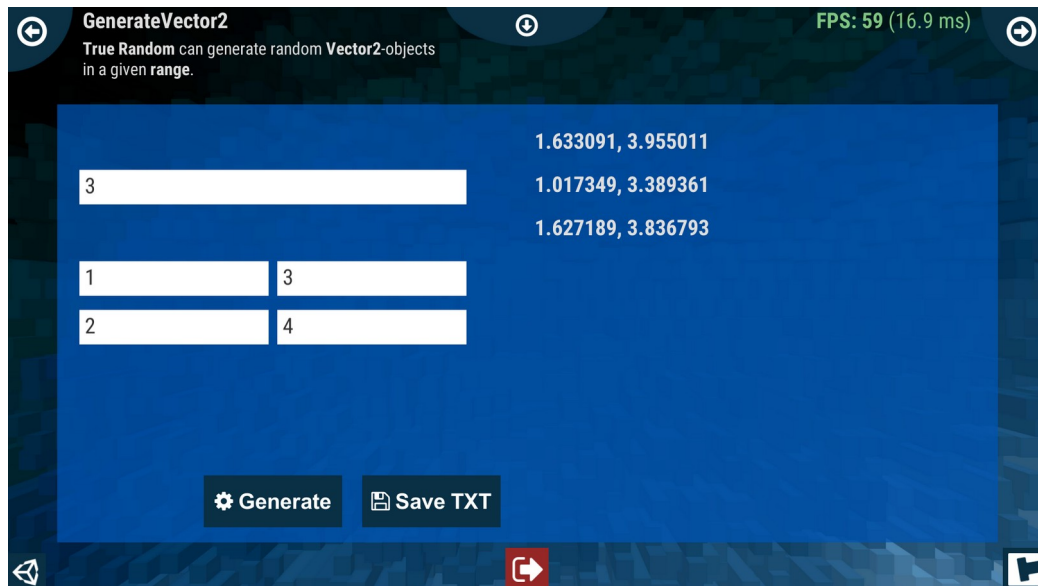 GenerateVector2
FPS: 59 (16.9 ms)
True Random can generate random Vector2-objects
in a given range.
3
1 3
2 4
1.633091, 3.955011
1.017349, 3.389361
1.627189, 3.836793
Generate Save TXT